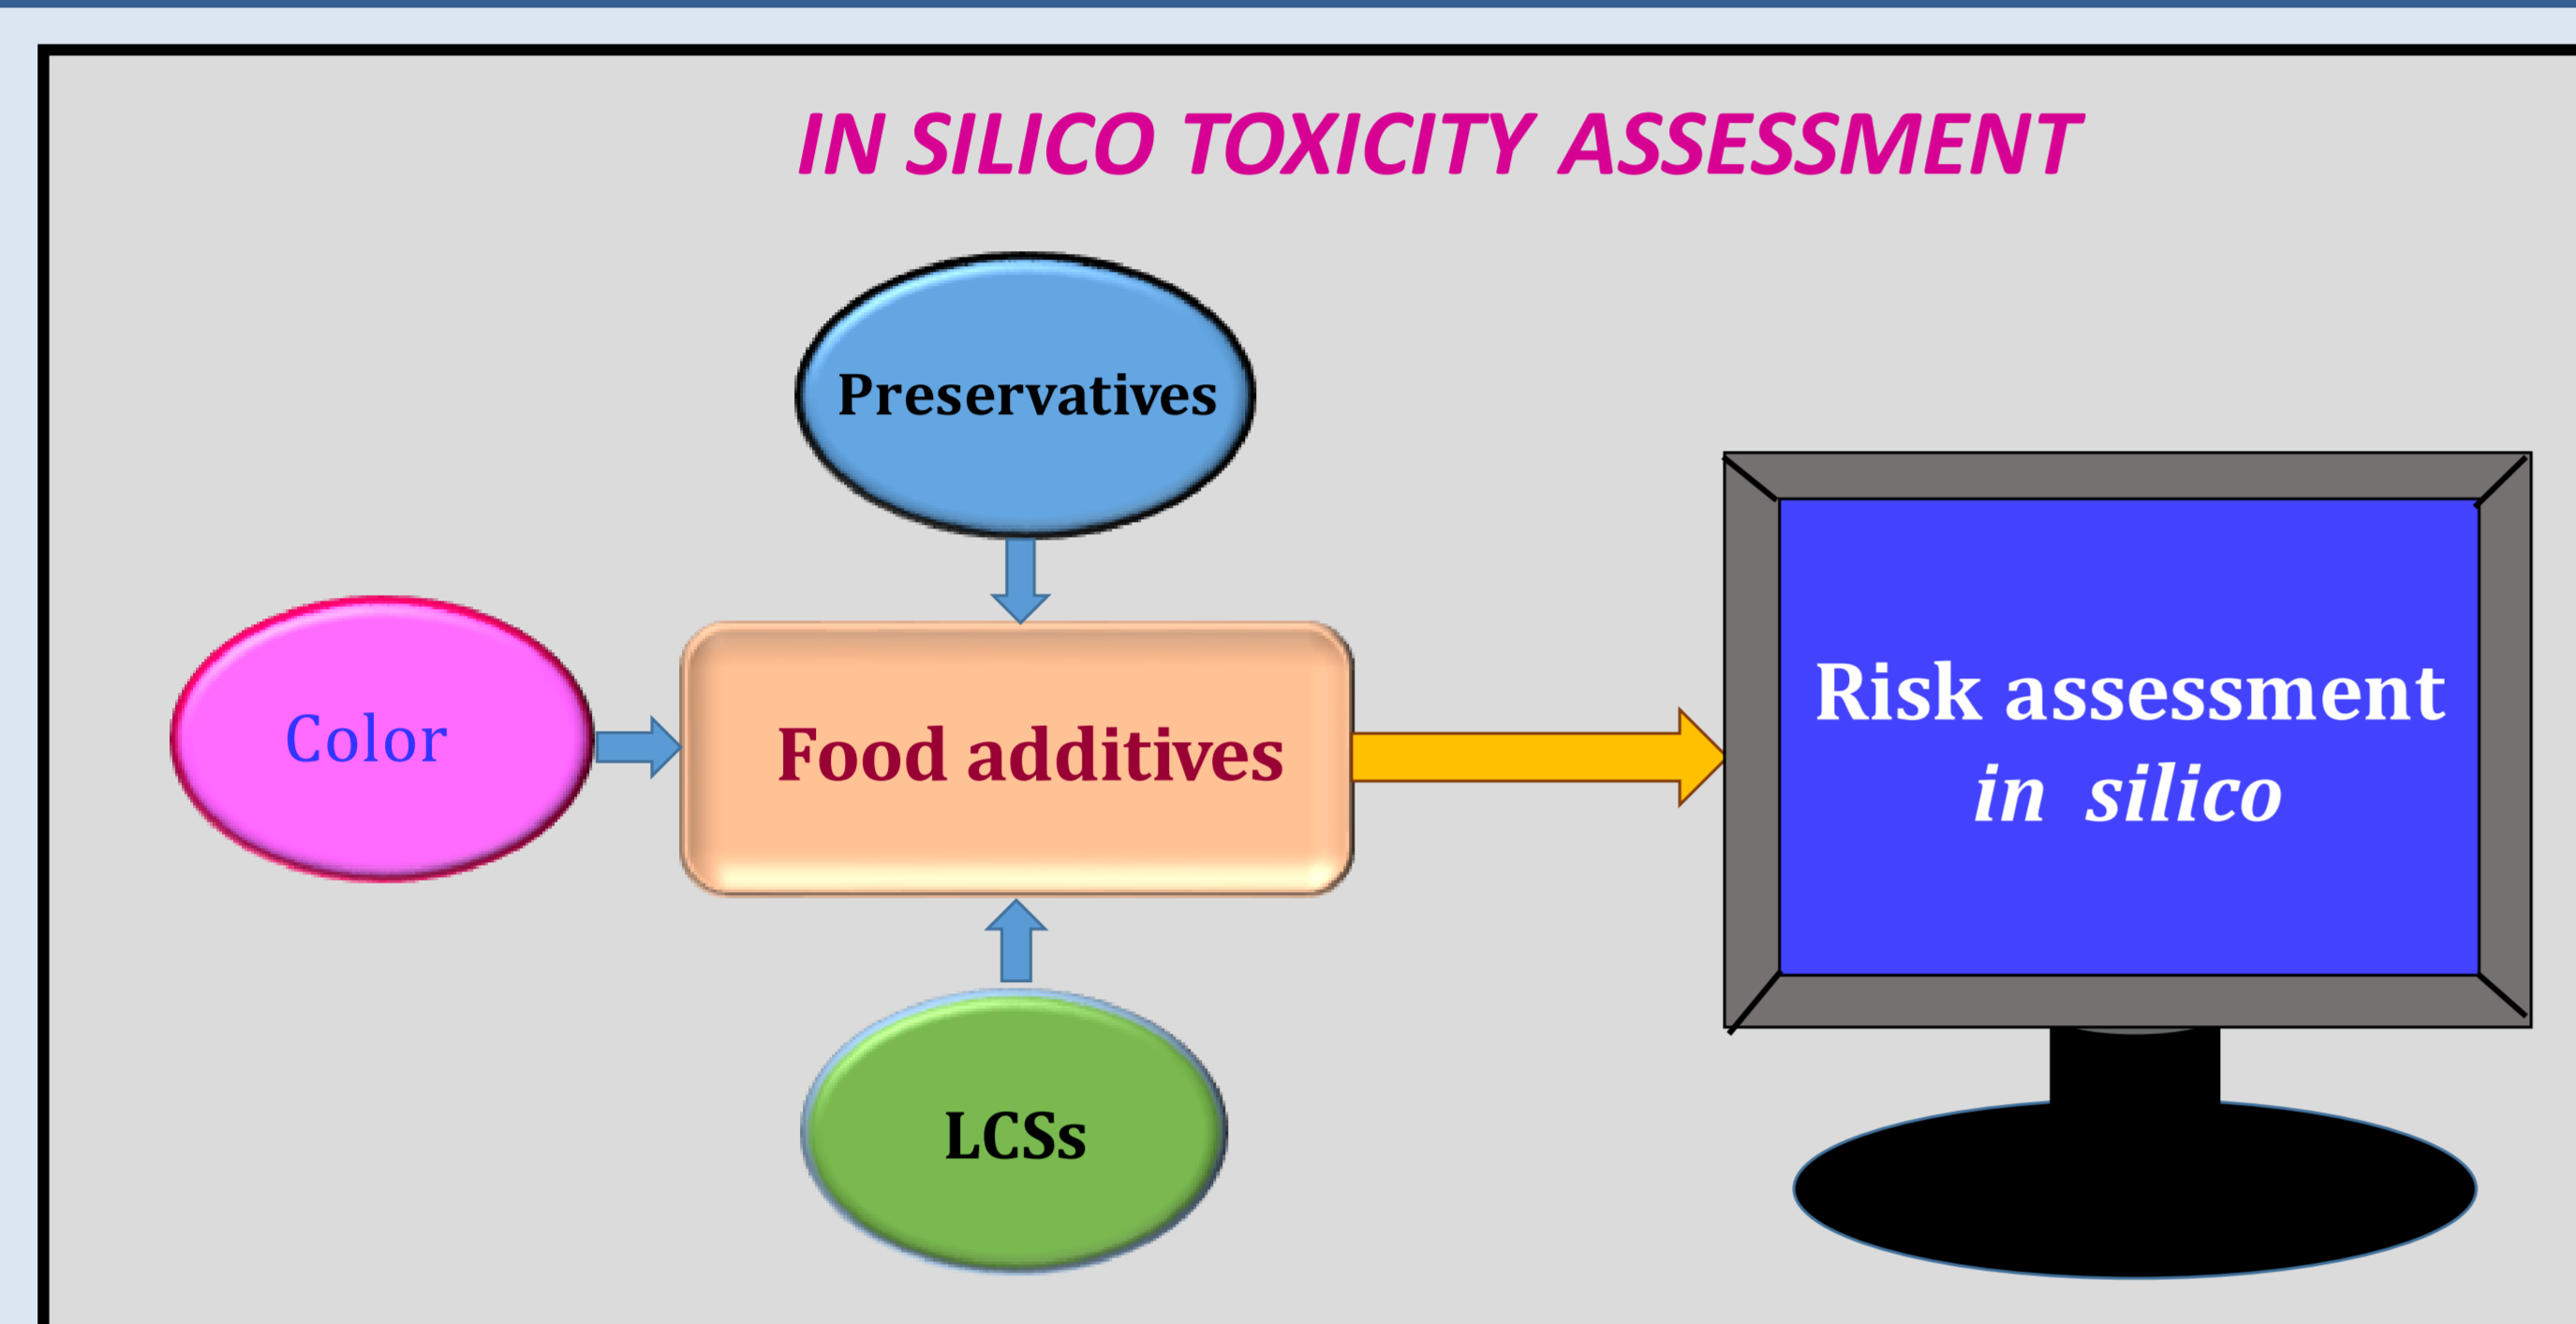 IN SILICO TOXICITY ASSESSMENT
Preservatives
Color
Food additives
LCSs
Risk assessment
in silico